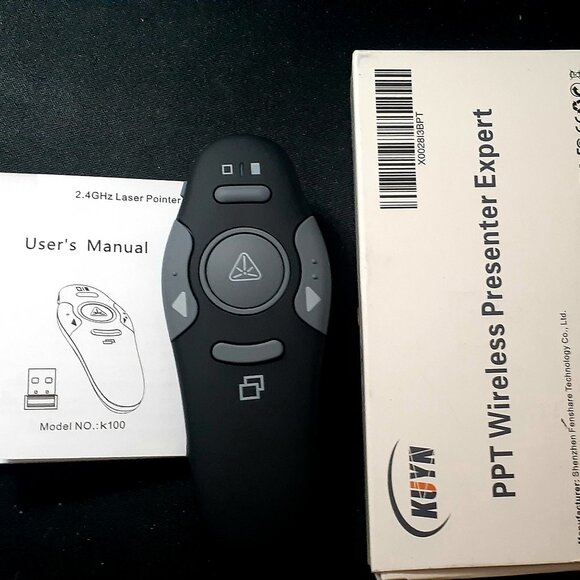 2.4GHz Laser Pointer
User's Manual
Model NO.:k100
X0028I3BPT
PPT Wireless Presenter Expert
KUYN
Manufacturer: Shenzhen Fenshare Technology Co., Ltd.